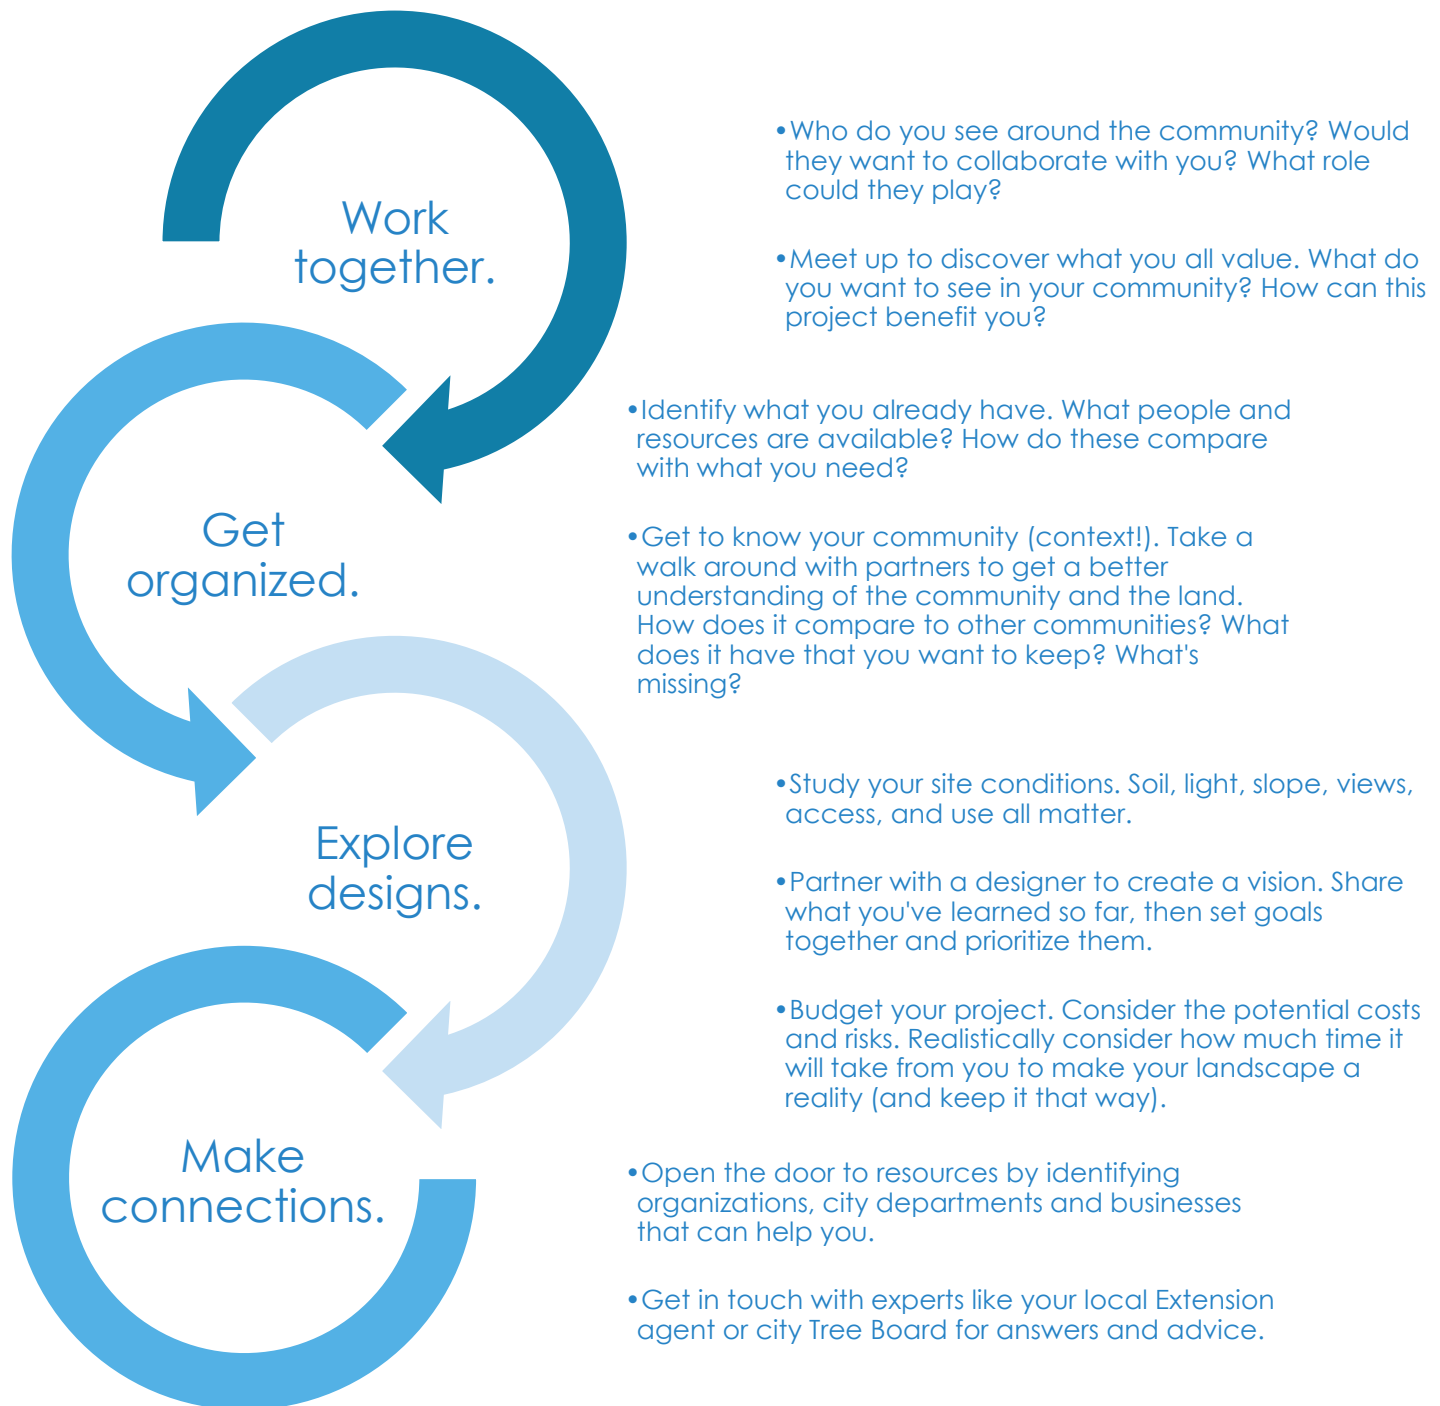 Work
together.
•Who do you see around the community? Would
they want to collaborate with you? What role
could they play?
•Meet up to discover what you all value. What do
you want to see in your community? How can this
project benefit you?
Get
organized.
•Identify what you already have. What people and
resources are available? How do these compare
with what you need?
•Get to know your community (context!). Take a
walk around with partners to get a better
understanding of the community and the land.
How does it compare to other communities? What
does it have that you want to keep? What's
missing?
Explore
designs.
•Study your site conditions. Soil, light, slope, views,
access, and use all matter.
•Partner with a designer to create a vision. Share
what you've learned so far, then set goals
together and prioritize them.
•Budget your project. Consider the potential costs
and risks. Realistically consider how much time it
will take from you to make your landscape a
reality (and keep it that way).
Make
connections.
•Open the door to resources by identifying
organizations, city departments and businesses
that can help you.
•Get in touch with experts like your local Extension
agent or city Tree Board for answers and advice.